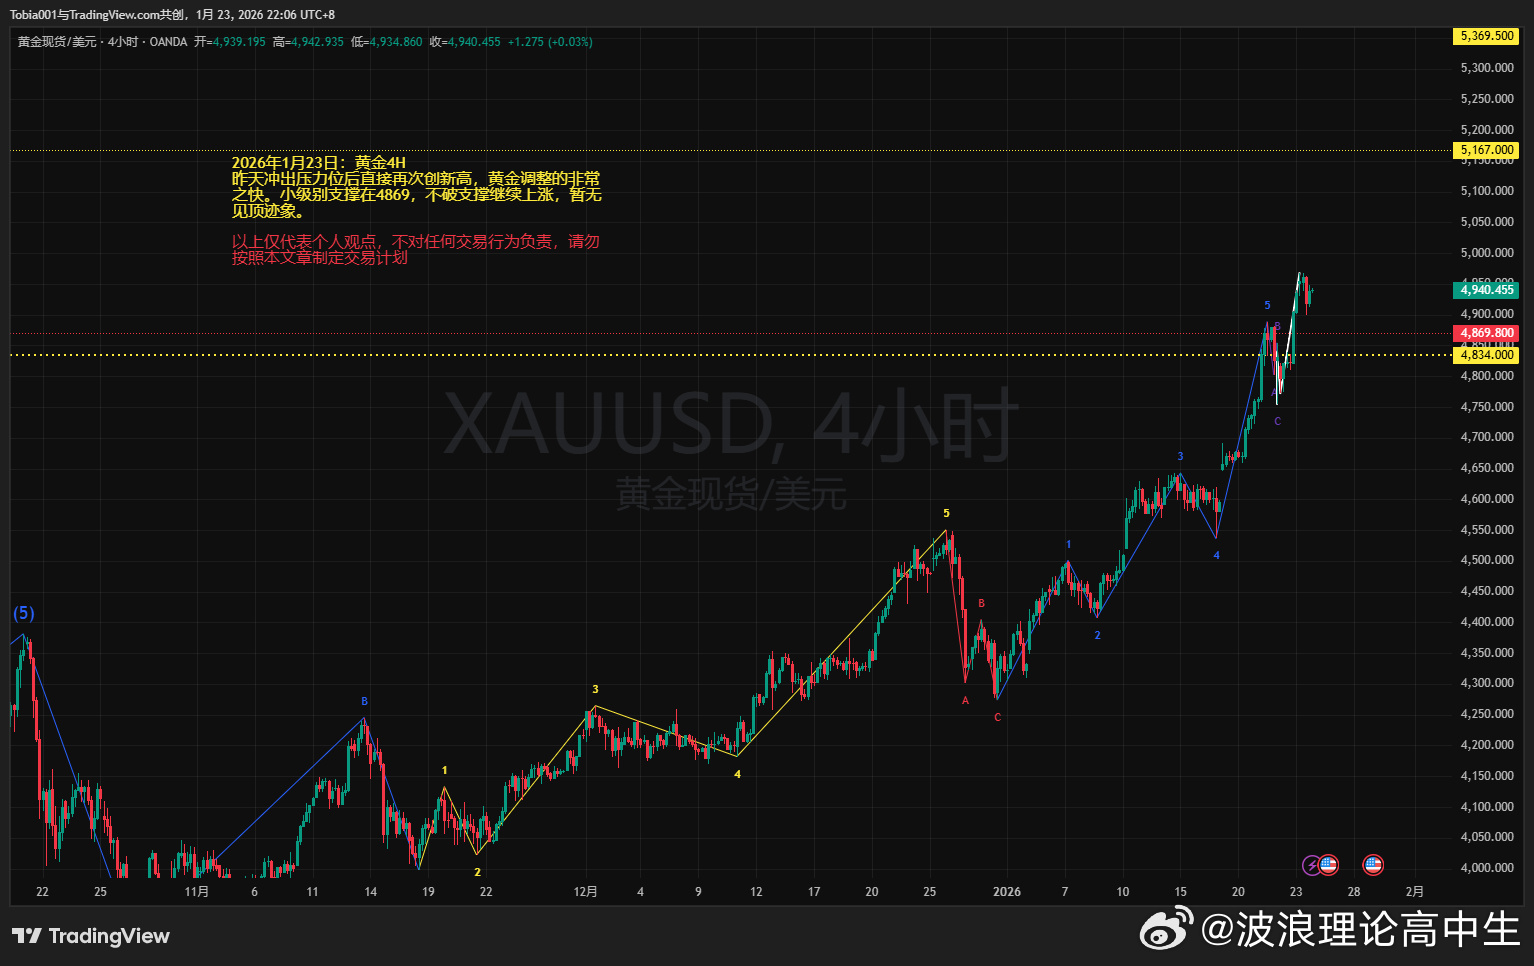 Tobia001与TradingView.com共创，1月 23, 2026 22:06 UTC+8
黄金现货/美元 · 4小时 · OANDA 开=4,939.195 高=4,942.935 低=4,934.860 收=4,940.455 +1.275 (+0.03%)
5,369.500
5,300.000
5,250.000
5,200.000
5,167.000
5,150.000
2026年1月23日：黄金4H
昨天冲出压力位后直接再次创新高，黄金调整的非常
之快。小级别支撑在4869，不破支撑继续上涨，暂无
见顶迹象。
以上仅代表个人观点，不对任何交易行为负责，请勿
按照本文章制定交易计划
5,100.000
5,050.000
5,000.000
4,950.000
4,940.455
4,900.000
4,869.800
4,850.000
4,834.000
4,800.000
4,750.000
4,700.000
4,650.000
4,600.000
4,550.000
4,500.000
4,450.000
4,400.000
4,350.000
4,300.000
4,250.000
4,200.000
4,150.000
4,100.000
4,050.000
4,000.000
XAUUSD, 4小时
黄金现货/美元
(5)
B
1
2
3
4
5
A
B
C
1
2
3
4
5
A
B
C
22 25 11月 6 11 14 19 22 12月 4 9 12 17 20 25 2026 7 10 15 20 23 28 2月
TradingView
@波浪理论高中生